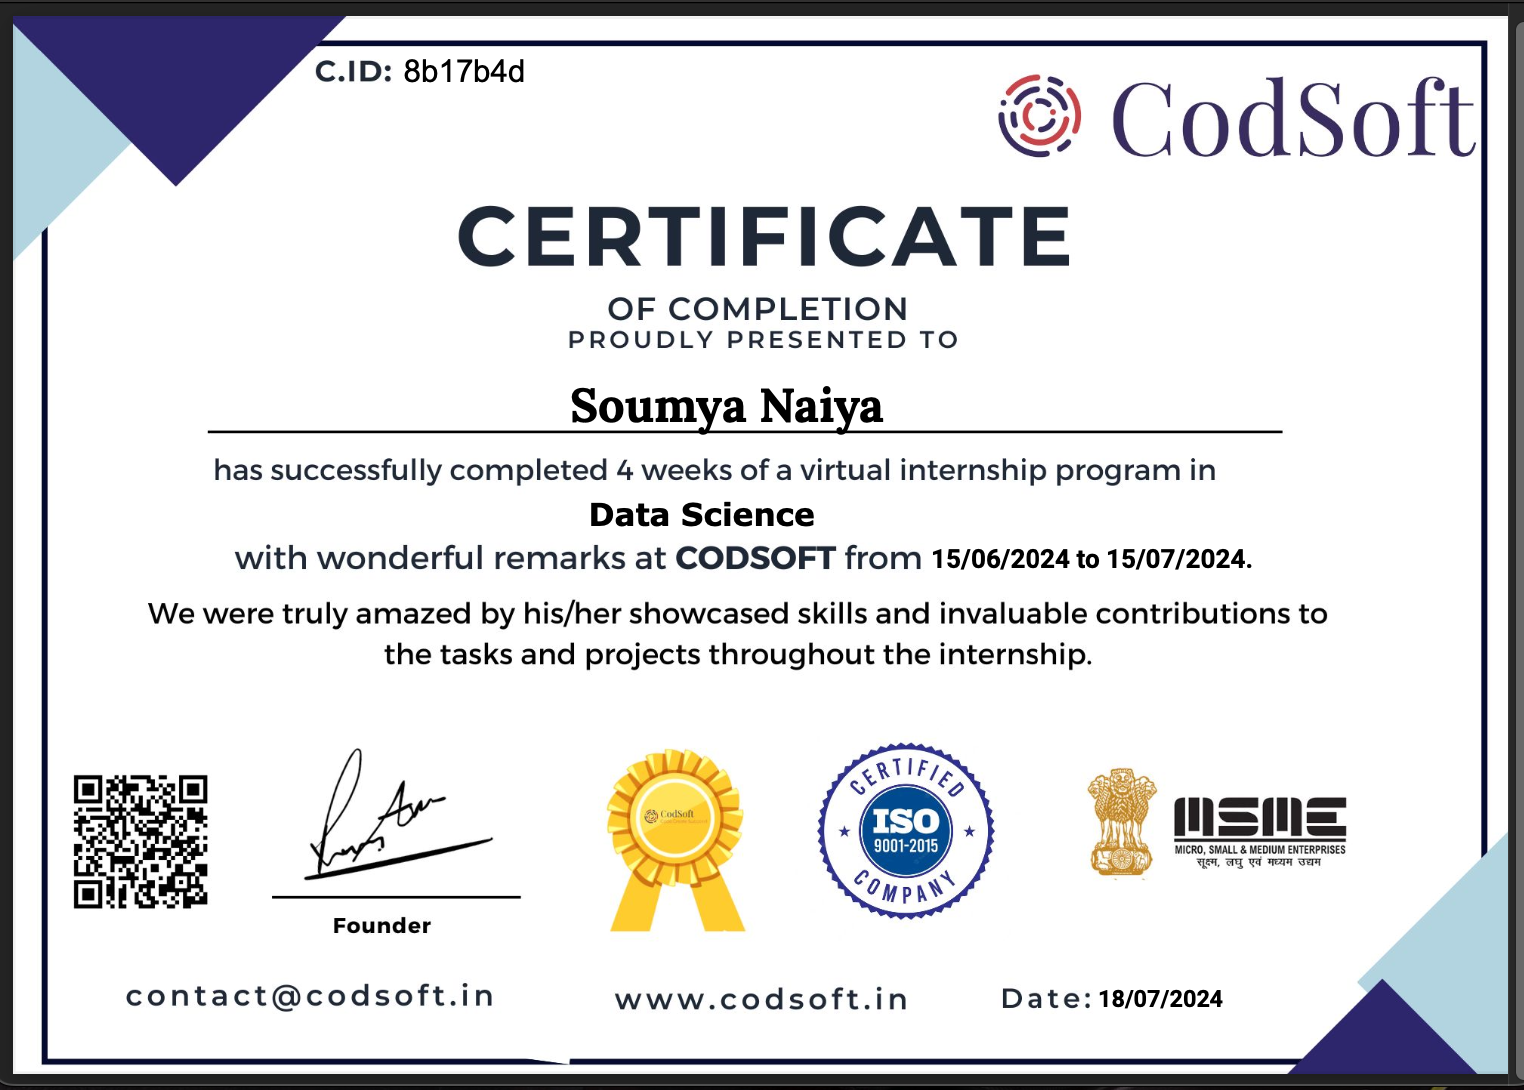 C.ID: 8b17b4d
CodSoft
CERTIFICATE
OF COMPLETION
PROUDLY PRESENTED TO
Soumya Naiya
has successfully completed 4 weeks of a virtual internship program in
Data Science
with wonderful remarks at CODSOFT from 15/06/2024 to 15/07/2024.
We were truly amazed by his/her showcased skills and invaluable contributions to
the tasks and projects throughout the internship.
Founder
CodSoft
CERTIFIED
ISO
9001-2015
COMPANY
MSME
MICRO, SMALL & MEDIUM ENTERPRISES
सूक्ष्म, लघु एवं मध्यम उद्यम
contact@codsoft.in
www.codsoft.in
Date: 18/07/2024